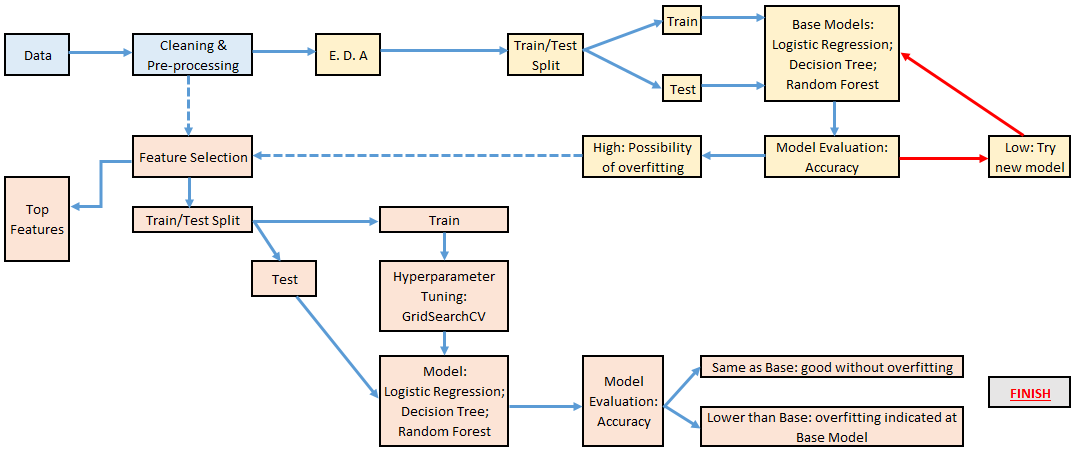 Data
Cleaning &
Pre-processing
E. D. A
Train/Test
Split
Train
Test
Base Models:
Logistic Regression;
Decision Tree;
Random Forest
Feature Selection
High: Possibility
of overfitting
Model Evaluation:
Accuracy
Low: Try
new model
Top
Features
Train/Test Split
Train
Test
Hyperparameter
Tuning:
GridSearchCV
Model:
Logistic Regression;
Decision Tree;
Random Forest
Model
Evaluation:
Accuracy
Same as Base: good without overfitting
Lower than Base: overfitting indicated at
Base Model
FINISH